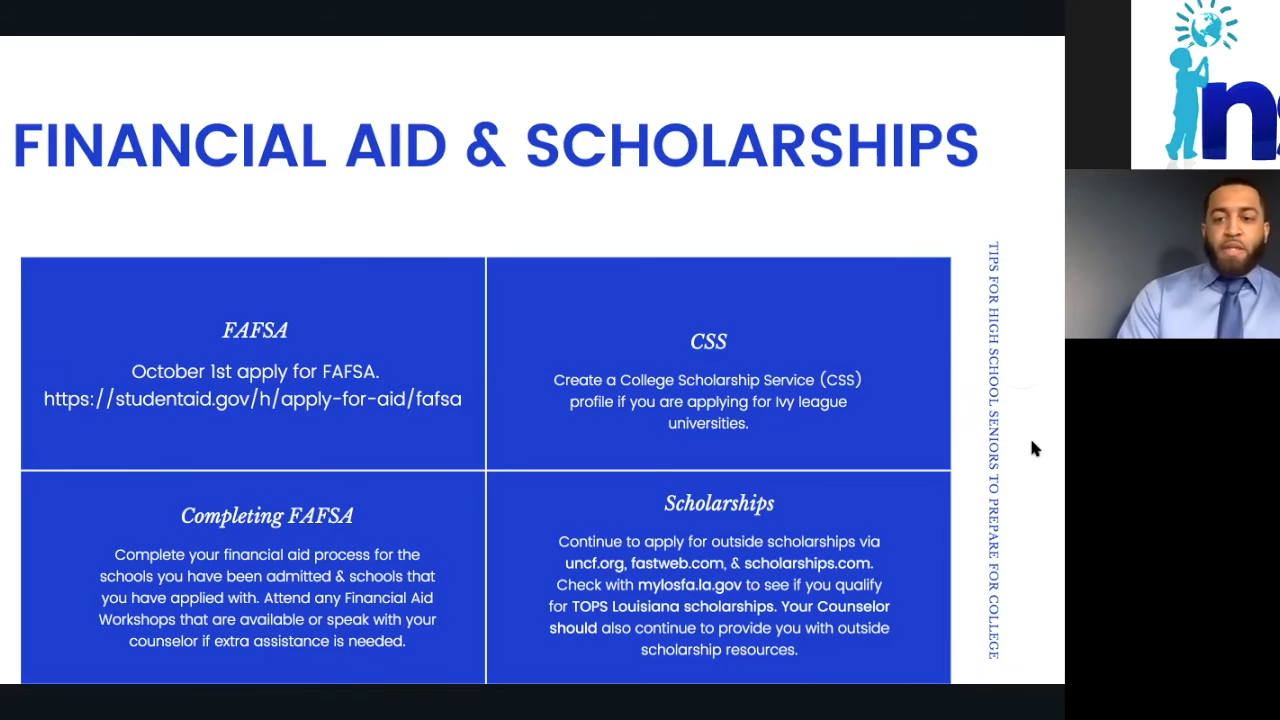 FINANCIAL AID & SCHOLARSHIPS
FAFSA
October 1st apply for FAFSA.
https://studentaid.gov/h/apply-for-aid/fafsa
CSS
Create a College Scholarship Service (CSS)
profile if you are applying for Ivy league
universities.
Completing FAFSA
Complete your financial aid process for the
schools you have been admitted & schools that
you have applied with. Attend any Financial Aid
Workshops that are available or speak with your
counselor if extra assistance is needed.
Scholarships
Continue to apply for outside scholarships via
uncf.org, fastweb.com, & scholarships.com.
Check with mylosfa.la.gov to see if you qualify
for TOPS Louisiana scholarships. Your Counselor
should also continue to provide you with outside
scholarship resources.
TIPS FOR HIGH SCHOOL SENIORS TO PREPARE FOR COLLEGE